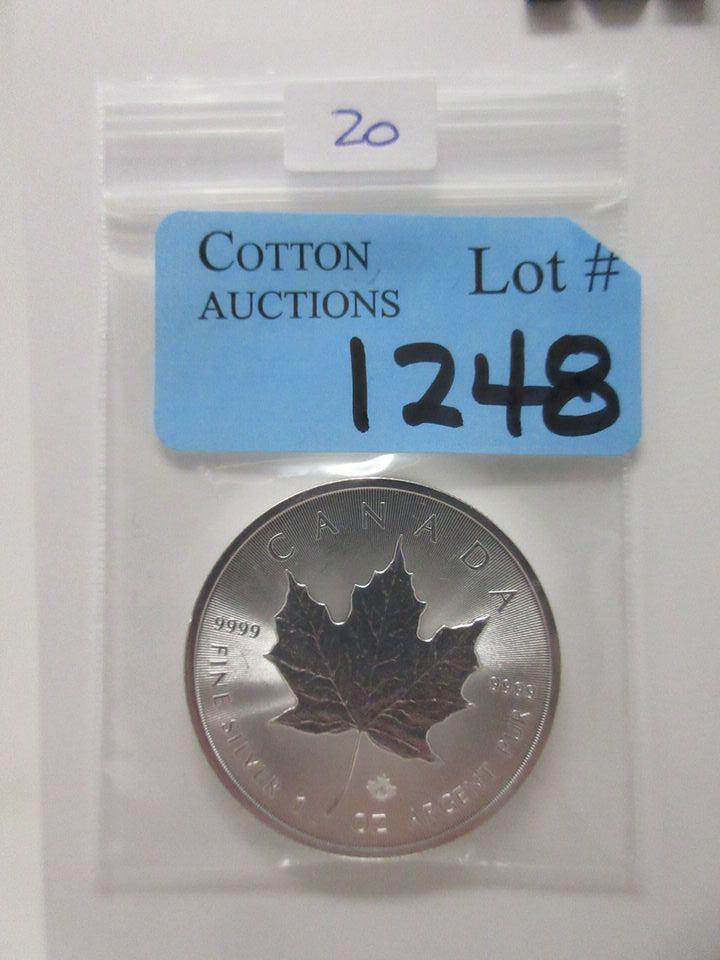 20
COTTON
AUCTIONS
Lot #
1248
CANADA
9999
9999
FINE SILVER 1 OZ ARGENT PUR